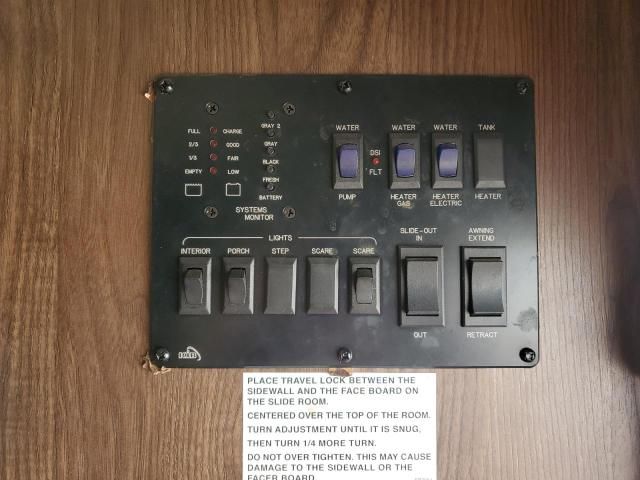 WATER WATER WATER TANK
GRAY 2
FULL CHARGE
2/3 GOOD GRAY
DSI
1/3 FAIR BLACK
EMPTY LOW FRESH
FLT
BATTERY
PUMP HEATER GAS HEATER ELECTRIC HEATER
SYSTEMS
MONITOR
LIGHTS
SLIDE-OUT IN AWNING EXTEND
INTERIOR PORCH STEP SCARE SCARE
OUT RETRACT
PLACE TRAVEL LOCK BETWEEN THE
SIDEWALL AND THE FACE BOARD ON
THE SLIDE ROOM.
CENTERED OVER THE TOP OF THE ROOM.
TURN ADJUSTMENT UNTIL IT IS SNUG,
THEN TURN 1/4 MORE TURN.
DO NOT OVER TIGHTEN. THIS MAY CAUSE
DAMAGE TO THE SIDEWALL OR THE
FACER BOARD